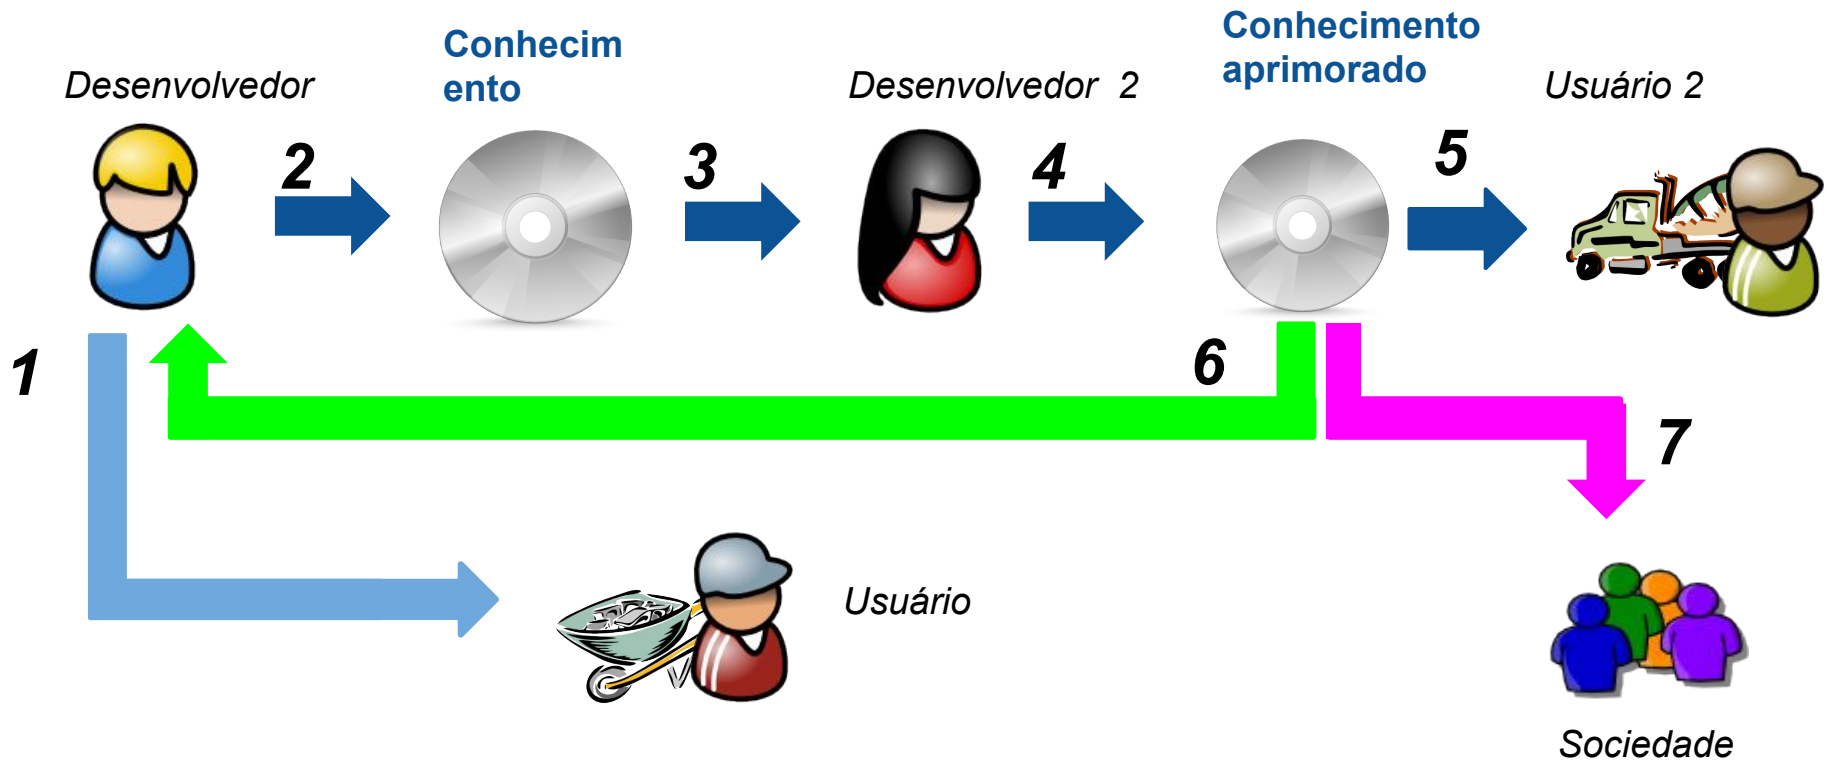 Desenvolvedor
Conhecim
ento
Desenvolvedor 2
Conhecimento
aprimorado
Usuário 2
2
3
4
5
1
6
7
Usuário
Sociedade